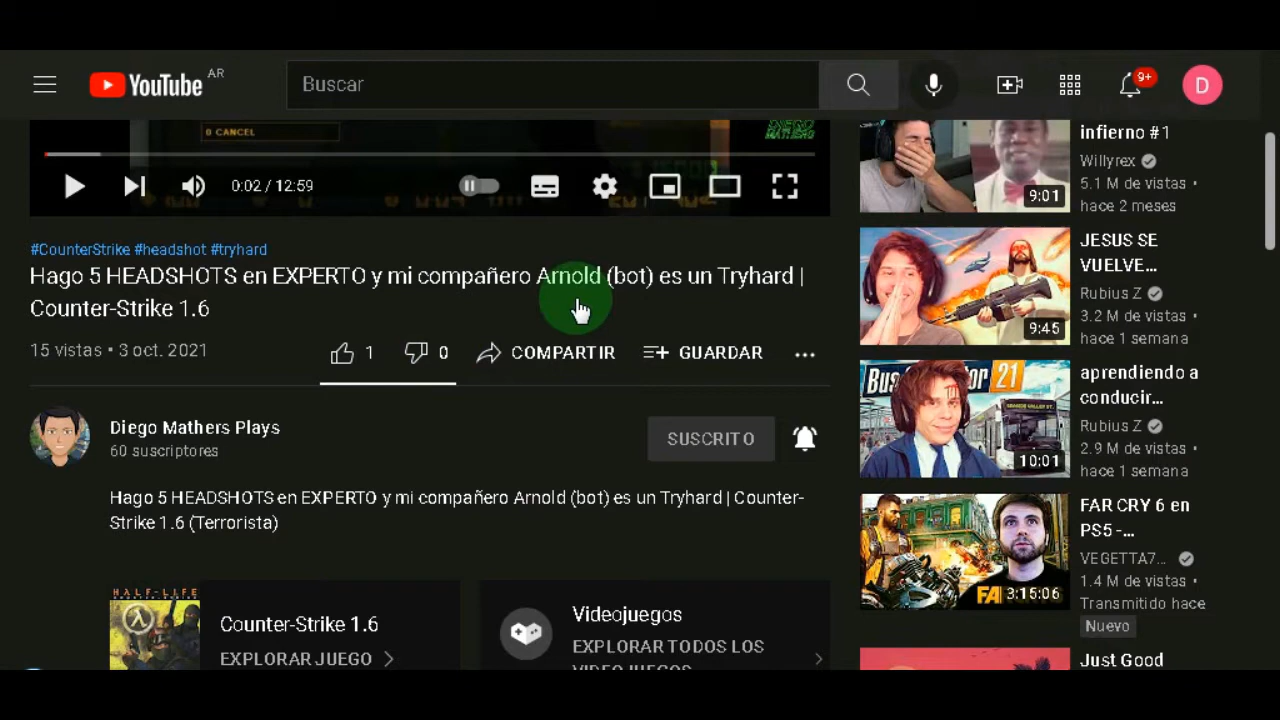 YouTube AR
Buscar
9+
D
0 CANCEL
0:02 / 12:59
#CounterStrike #headshot #tryhard
Hago 5 HEADSHOTS en EXPERTO y mi compañero Arnold (bot) es un Tryhard |
Counter-Strike 1.6
15 vistas • 3 oct. 2021
1
0
COMPARTIR
GUARDAR
Diego Mathers Plays
60 suscriptores
SUSCRITO
Hago 5 HEADSHOTS en EXPERTO y mi compañero Arnold (bot) es un Tryhard | Counter-
Strike 1.6 (Terrorista)
HALF-LIFE
Counter-Strike 1.6
EXPLORAR JUEGO
Videojuegos
EXPLORAR TODOS LOS
VIDEOJUEGOS
9:01
infierno #1
Willyrex
5.1 M de vistas •
hace 2 meses
9:45
JESUS SE
VUELVE...
Rubius Z
3.2 M de vistas •
hace 1 semana
21
10:01
aprendiendo a
conducir...
Rubius Z
2.9 M de vistas •
hace 1 semana
FA
3:15:06
FAR CRY 6 en
PS5 -...
VEGETTA7...
1.4 M de vistas •
Transmitido hace
Nuevo
Just Good